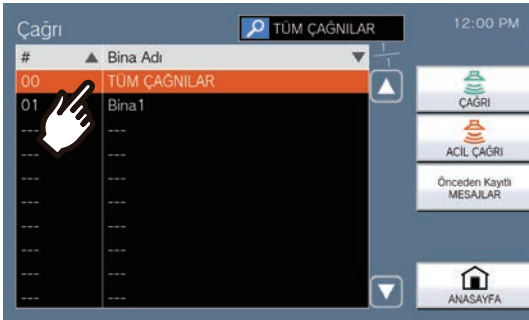 Çağrı
TÜM ÇAĞNILAR
12:00 PM
# ▲ Bina Adı ▼
1/1
00 TÜM ÇAĞNILAR
01 Bina1
--- ---
--- ---
--- ---
--- ---
--- ---
--- ---
--- ---
ÇAĞRI
ACİL ÇAĞRI
Önceden Kayıtlı
MESAJLAR
ANASAYFA